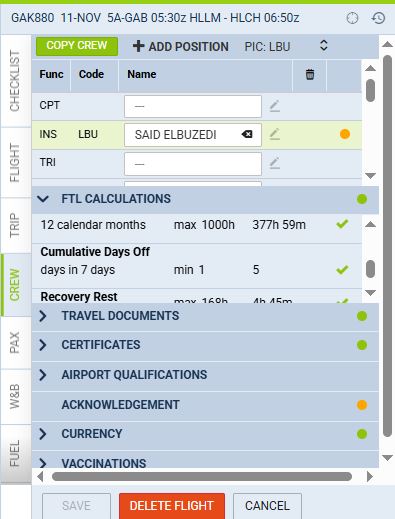 GAK880 11-NOV 5A-GAB 05:30z HLLM - HLCH 06:50z
CHECKLIST
FLIGHT
TRIP
CREW
PAX
W&B
FUEL
COPY CREW + ADD POSITION PIC: LBU
Func Code Name
CPT ---
INS LBU SAID ELBUZEDI
TRI ---
FTL CALCULATIONS
12 calendar months max 1000h 377h 59m
Cumulative Days Off
days in 7 days min 1 5
Recovery Rest
max 168h 4h 45m
TRAVEL DOCUMENTS
CERTIFICATES
AIRPORT QUALIFICATIONS
ACKNOWLEDGEMENT
CURRENCY
VACCINATIONS
SAVE DELETE FLIGHT CANCEL